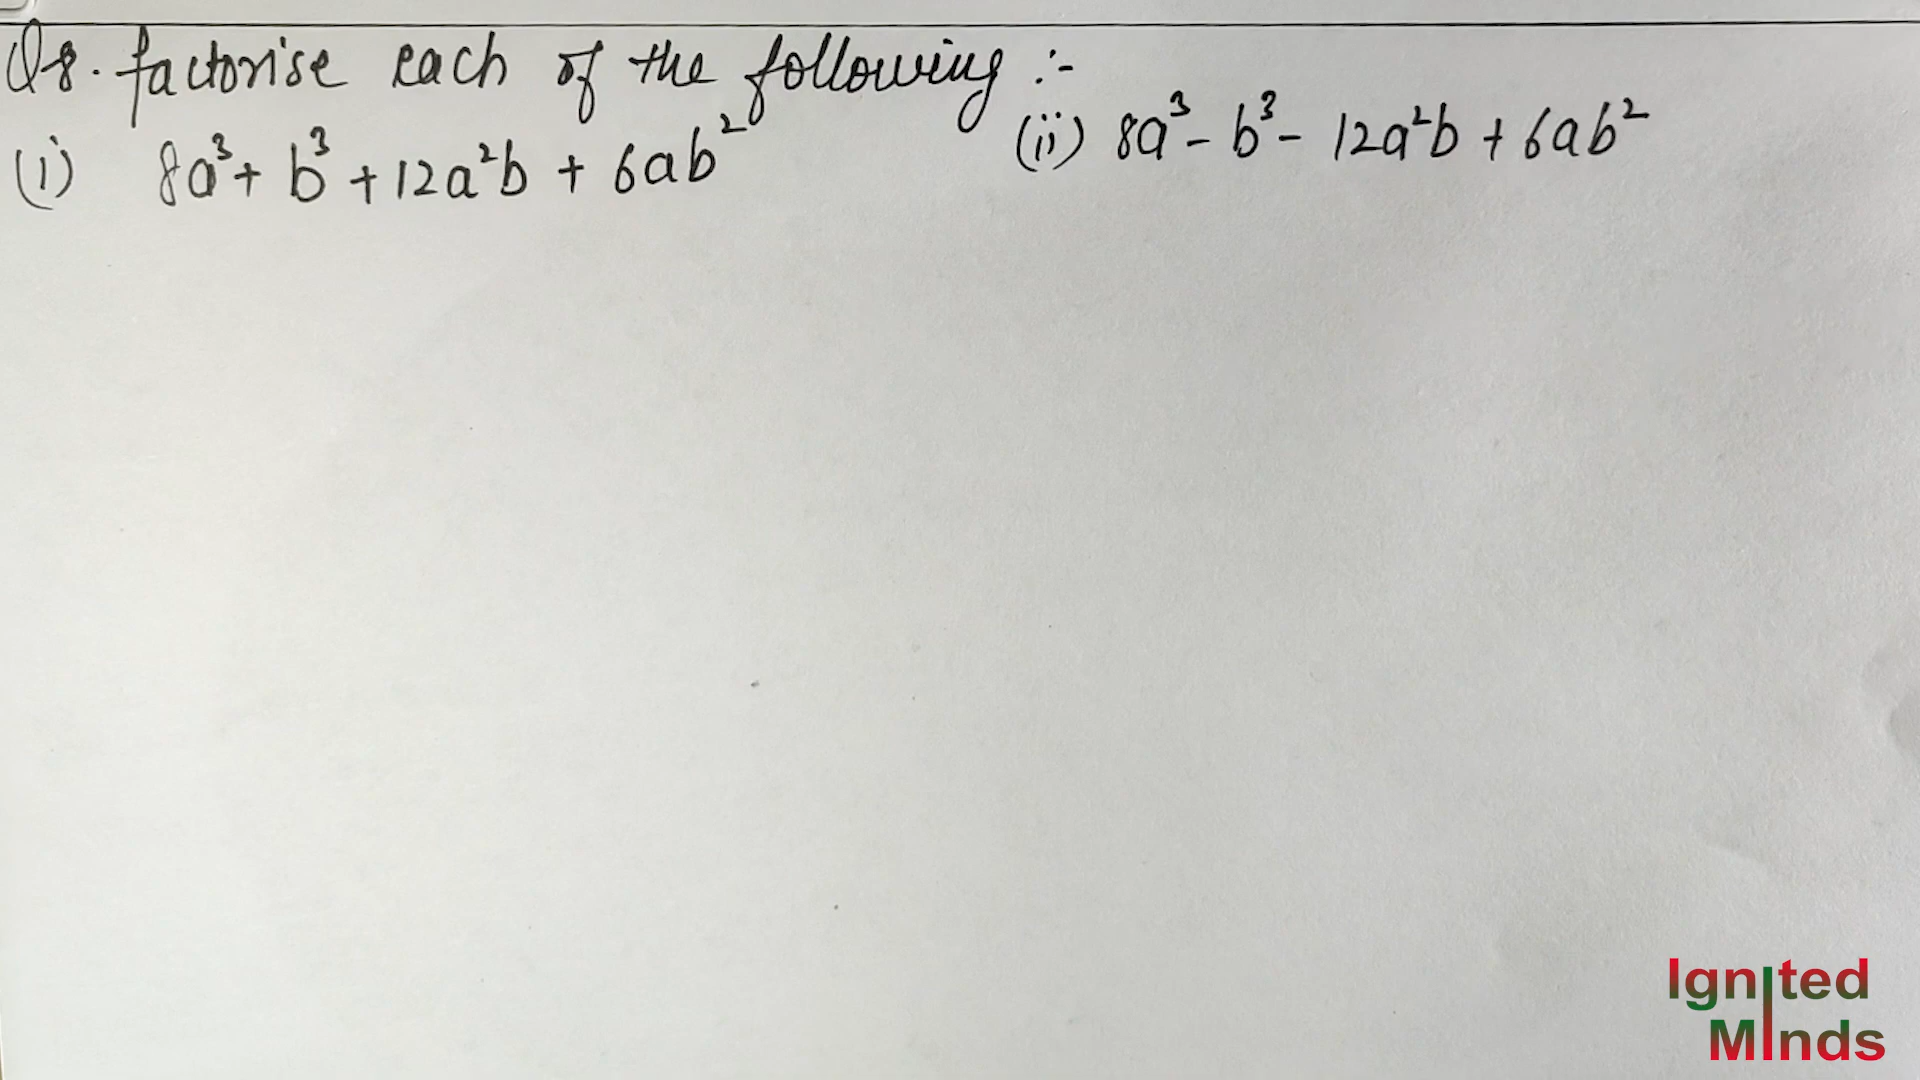 Q8. factorise each of the following :-
(i) 8a³ + b³ + 12a²b + 6ab²
(ii) 8a³ - b³ - 12a²b + 6ab²
Ignited
Minds